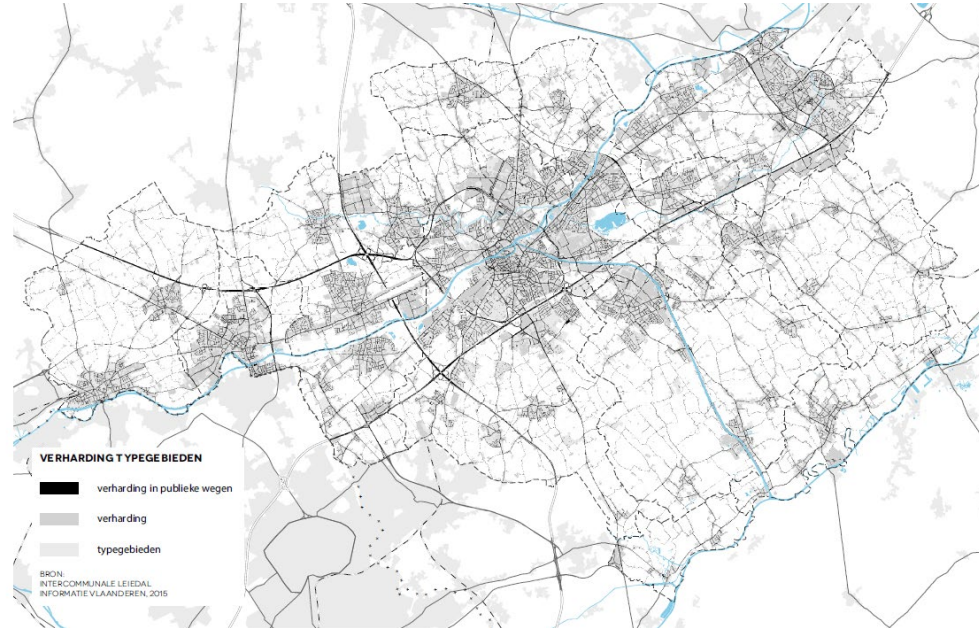 VERHARDING TYPEGEBIEDEN
verharding in publieke wegen
verharding
typegebieden
BRON:
INTERCOMMUNALE LEIEDAL
INFORMATIE VLAANDEREN, 2015